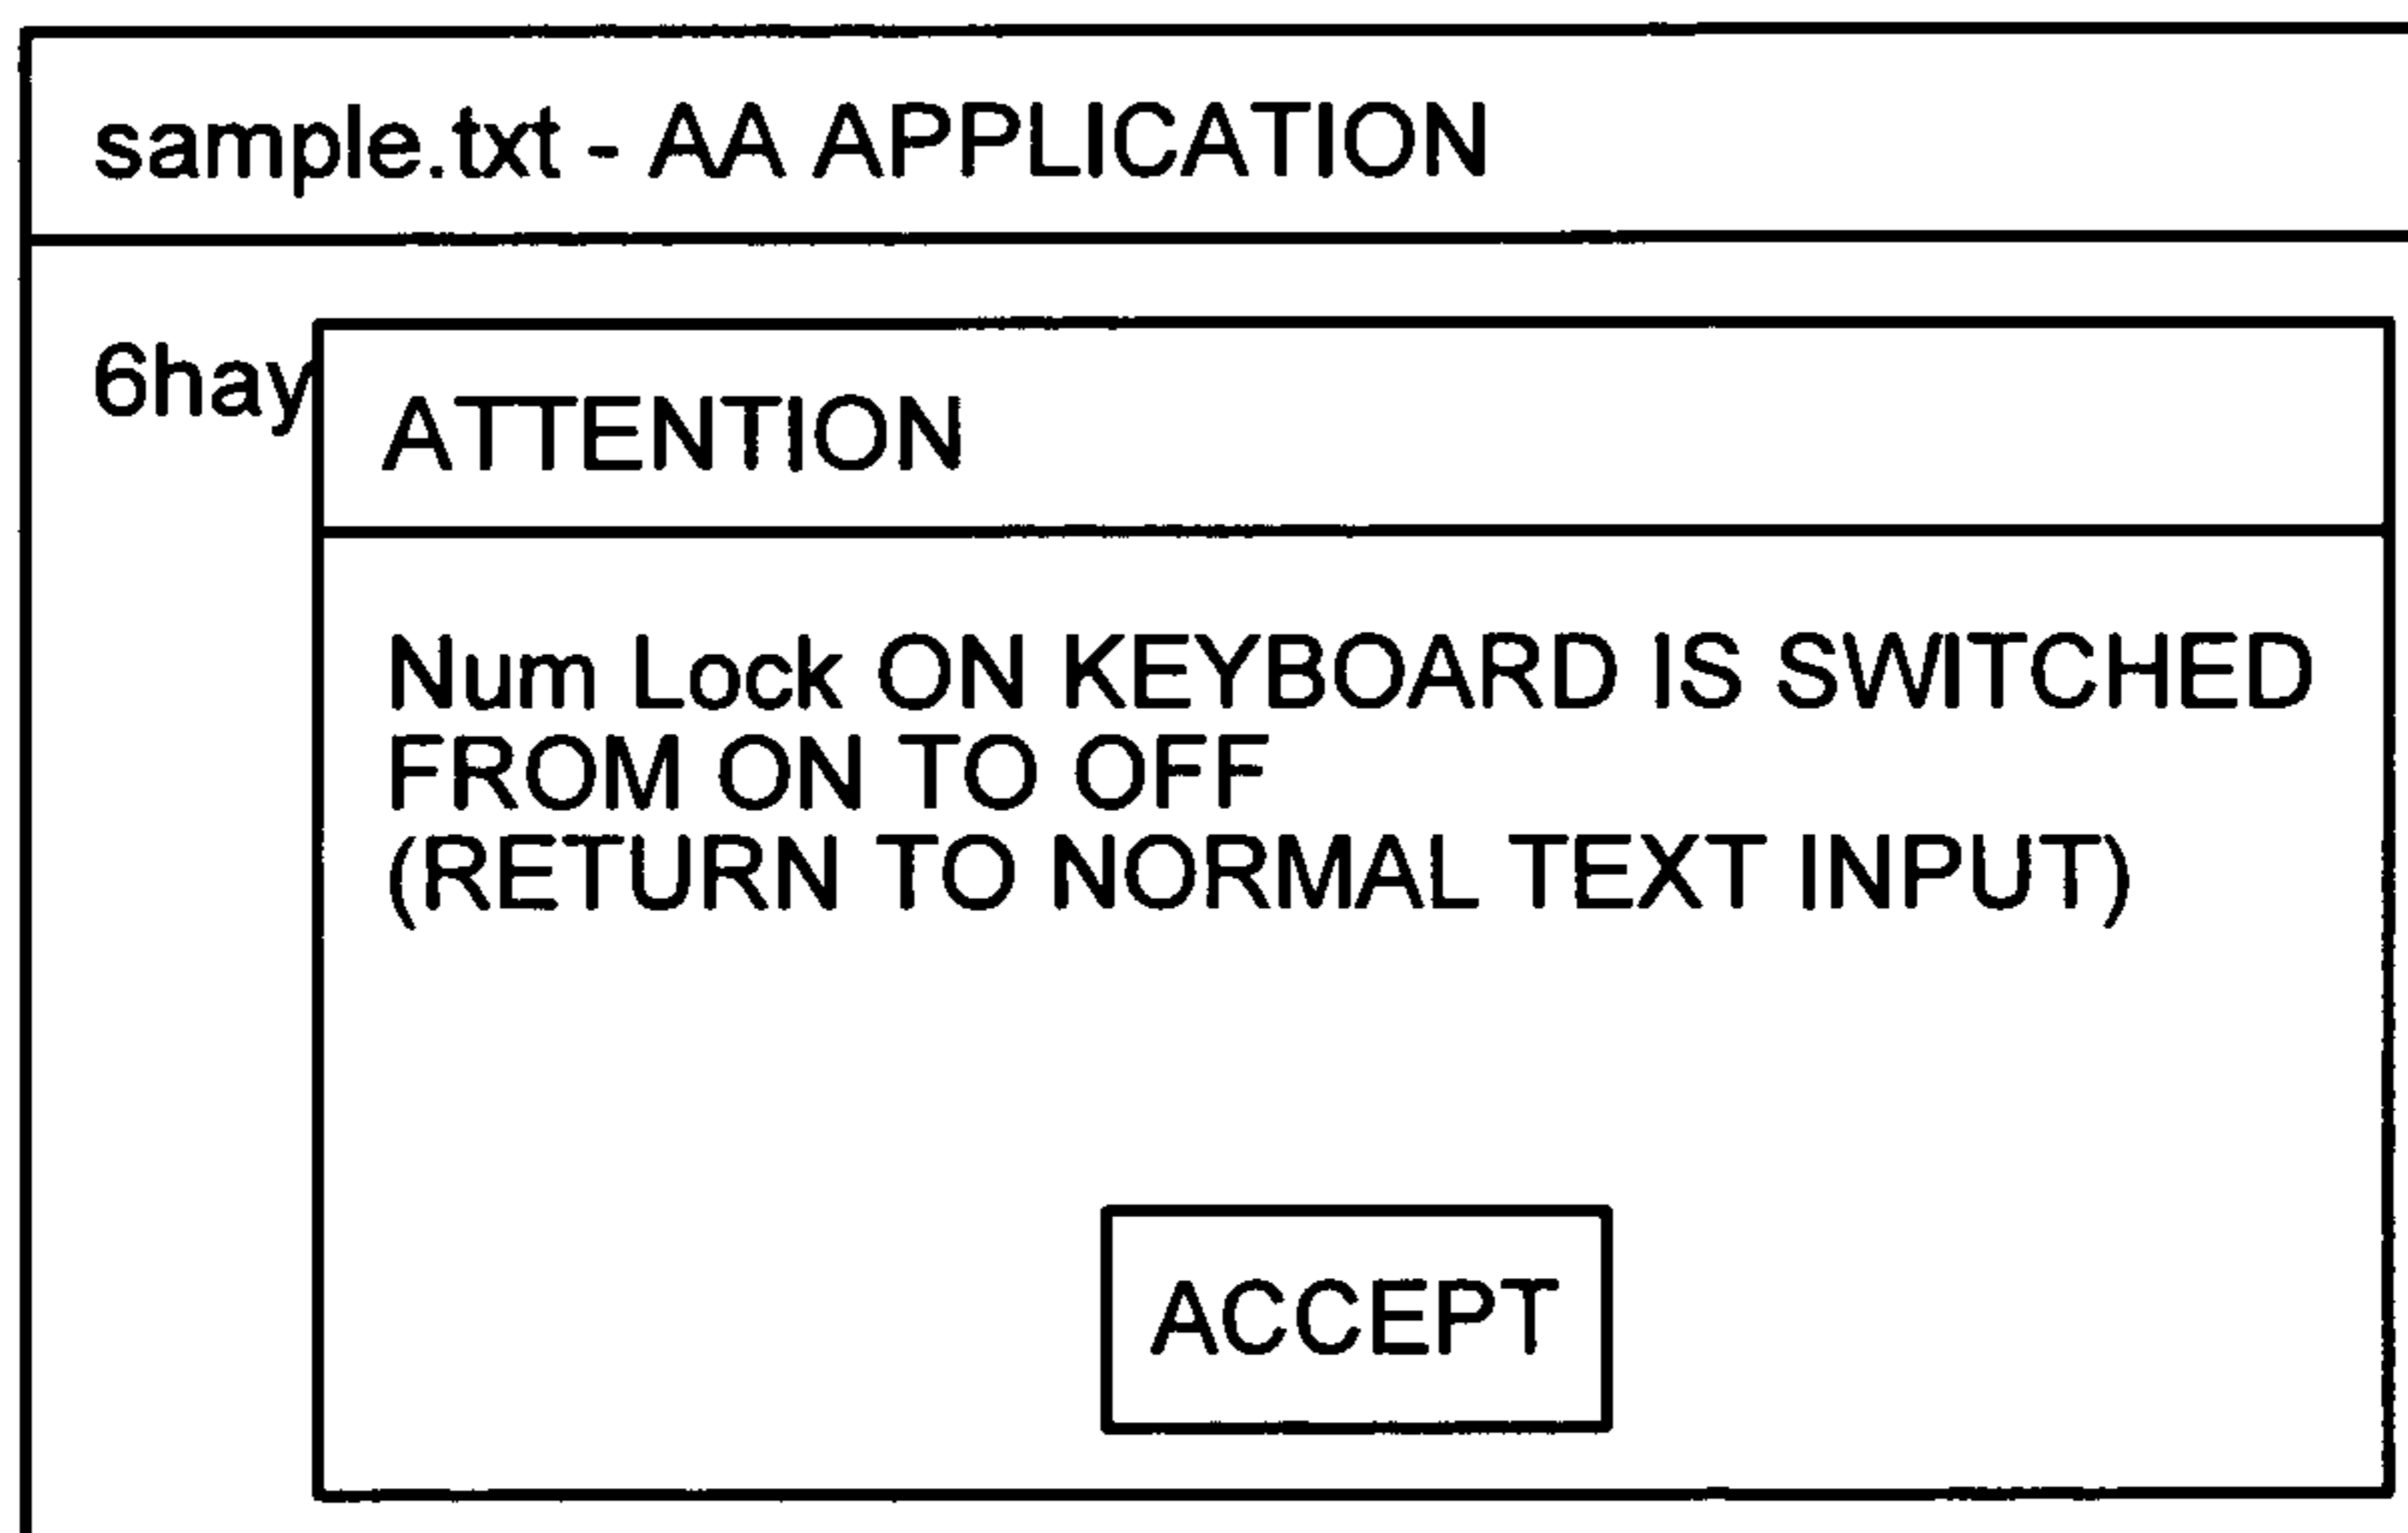 sample.txt - AA APPLICATION
6hay
ATTENTION
Num Lock ON KEYBOARD IS SWITCHED
FROM ON TO OFF
(RETURN TO NORMAL TEXT INPUT)
ACCEPT